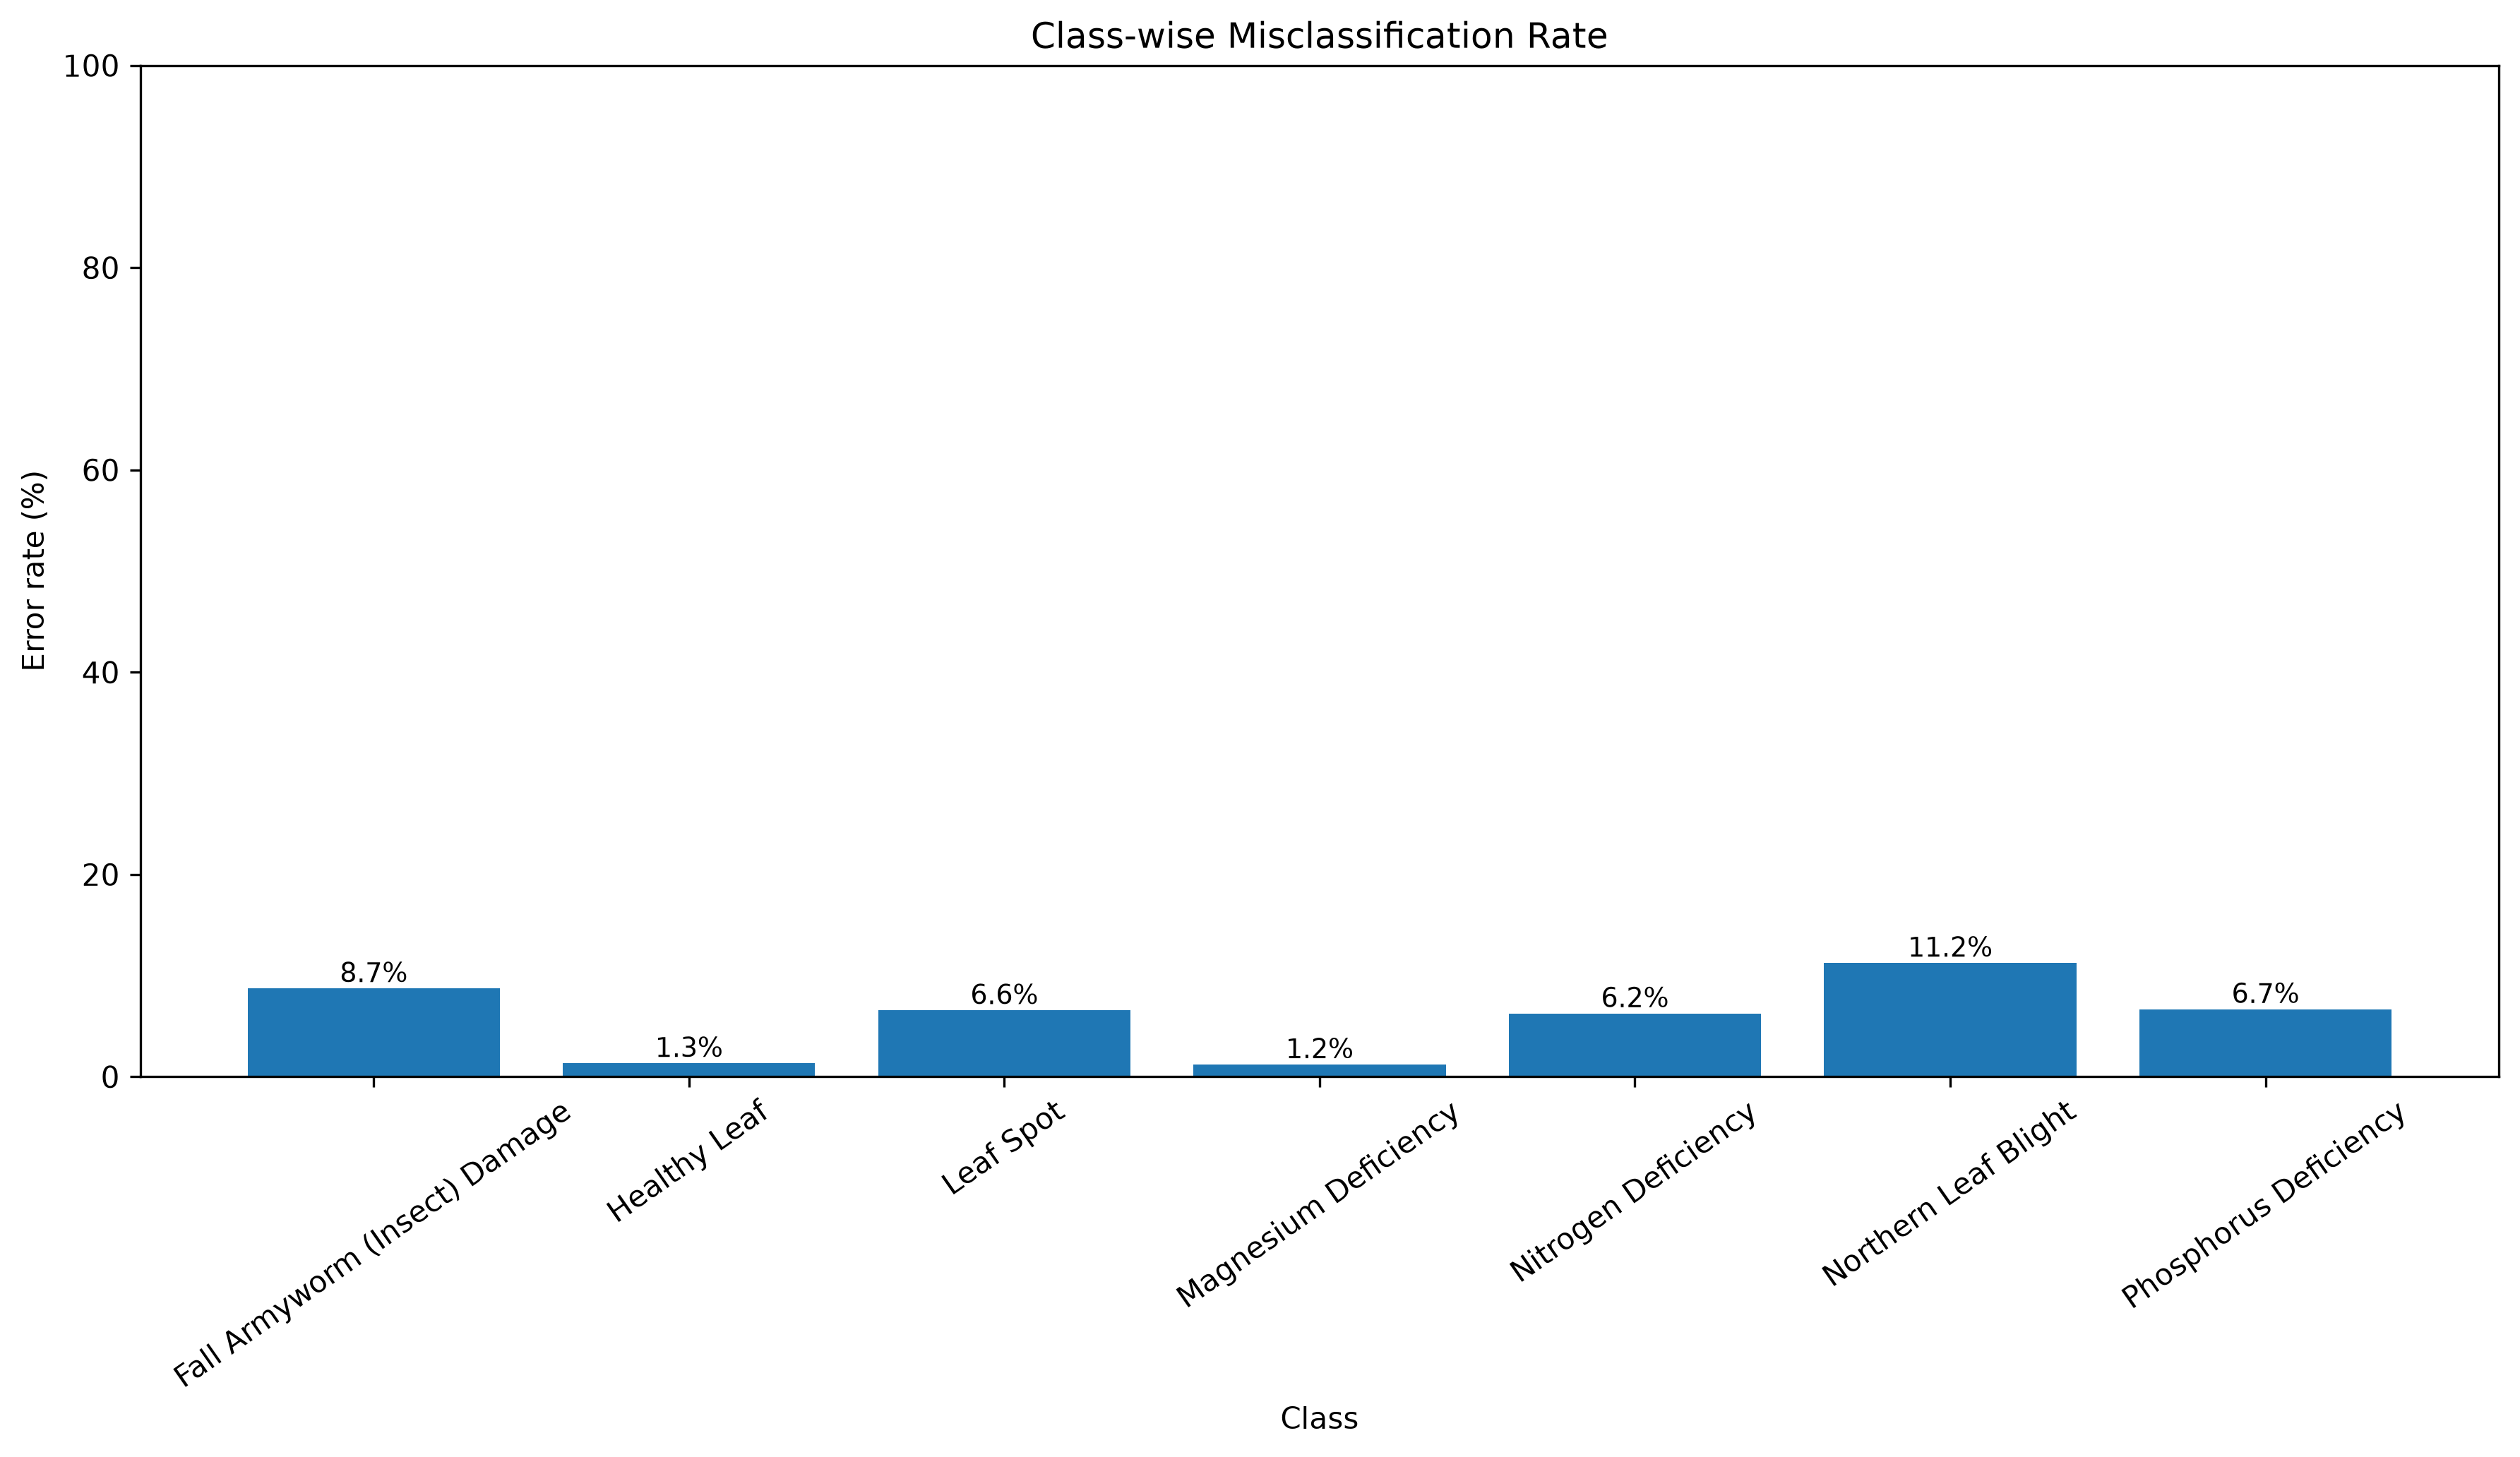 Class-wise Misclassification Rate
100
80
60
40
20
0
Error rate (%)
8.7%
1.3%
6.6%
1.2%
6.2%
11.2%
6.7%
Fall Armyworm (Insect) Damage
Healthy Leaf
Leaf Spot
Magnesium Deficiency
Nitrogen Deficiency
Northern Leaf Blight
Phosphorus Deficiency
Class